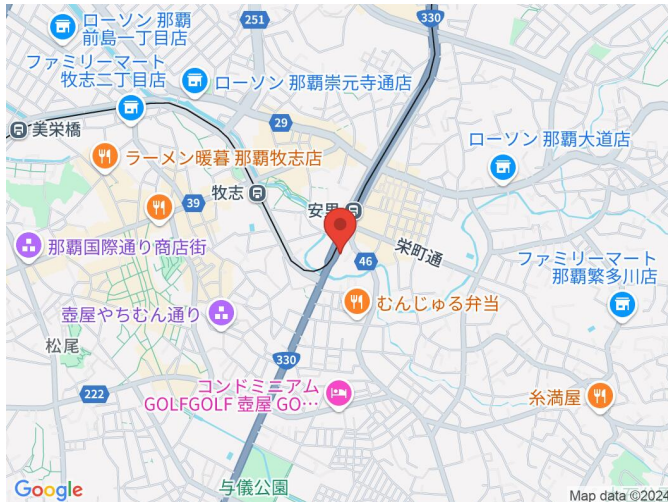 ローソン 那覇
前島一丁目店
251
330
ファミリーマート
牧志二丁目店
ローソン 那覇崇元寺通店
29
美栄橋
ラーメン暖暮 那覇牧志店
ローソン 那覇大道店
牧志
39
安里
那覇国際通り商店街
栄町通
46
ファミリーマート
那覇繁多川店
壺屋やちむん通り
むんじゅる弁当
松尾
330
222
コンドミニアム
GOLFGOLF 壺屋 GO…
糸満屋
与儀公園
Google
Map data ©2024